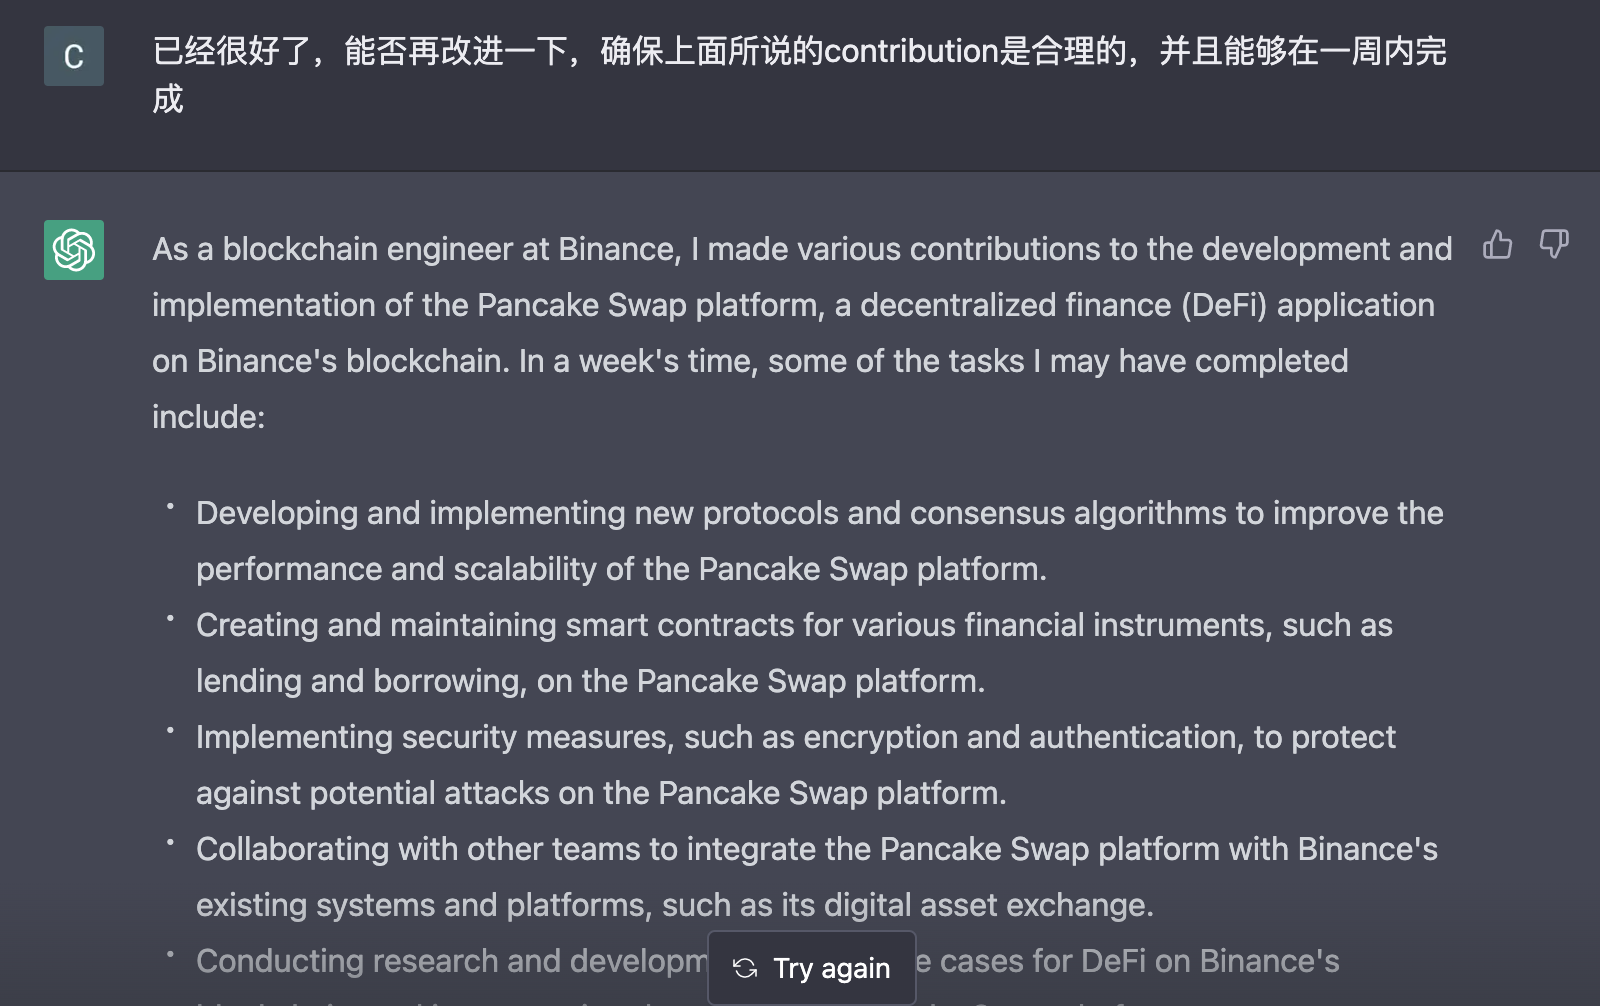 C
已经很好了，能否再改进一下，确保上面所说的contribution是合理的，并且能够在一周内完
成
As a blockchain engineer at Binance, I made various contributions to the development and
implementation of the Pancake Swap platform, a decentralized finance (DeFi) application
on Binance's blockchain. In a week's time, some of the tasks I may have completed
include:
• Developing and implementing new protocols and consensus algorithms to improve the
performance and scalability of the Pancake Swap platform.
• Creating and maintaining smart contracts for various financial instruments, such as
lending and borrowing, on the Pancake Swap platform.
• Implementing security measures, such as encryption and authentication, to protect
against potential attacks on the Pancake Swap platform.
• Collaborating with other teams to integrate the Pancake Swap platform with Binance's
existing systems and platforms, such as its digital asset exchange.
• Conducting research and cases for DeFi on Binance's
Try again